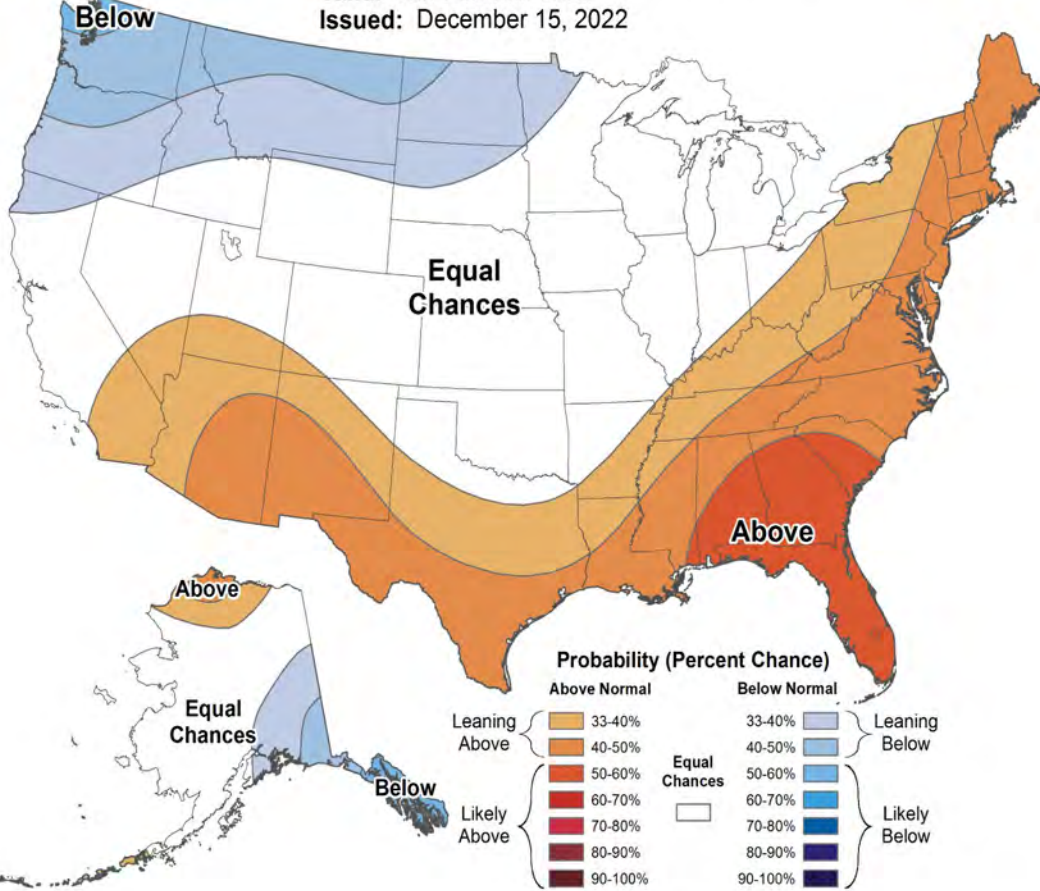 Issued: December 15, 2022
Below
Equal
Chances
Above
Above
Equal
Chances
Below
Probability (Percent Chance)
Above Normal
Below Normal
Leaning
Above
33-40%
40-50%
Likely
Above
50-60%
60-70%
70-80%
80-90%
90-100%
Equal
Chances
33-40%
40-50%
Leaning
Below
50-60%
60-70%
70-80%
80-90%
90-100%
Likely
Below